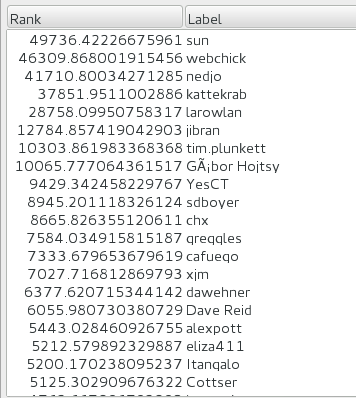 Rank Label
49736.42226675961 sun
46309.868001915456 webchick
41710.80034271285 nedjo
37851.9511002886 kattekrab
28758.09950758317 larowlan
12784.857419042903 jibran
10303.861983368368 tim.plunkett
10065.777064361517 GÃ¡bor Hojtsy
9429.342458229767 YesCT
8945.201118326124 sdboyer
8665.826355120611 chx
7584.034915815187 greggles
7333.679653679619 cafuego
7027.716812869793 xjm
6377.620715344142 dawehner
6055.980730380729 Dave Reid
5443.028460926755 alexpott
5212.579892329887 eliza411
5200.170238095237 Itangalo
5125.302909676322 Cottser